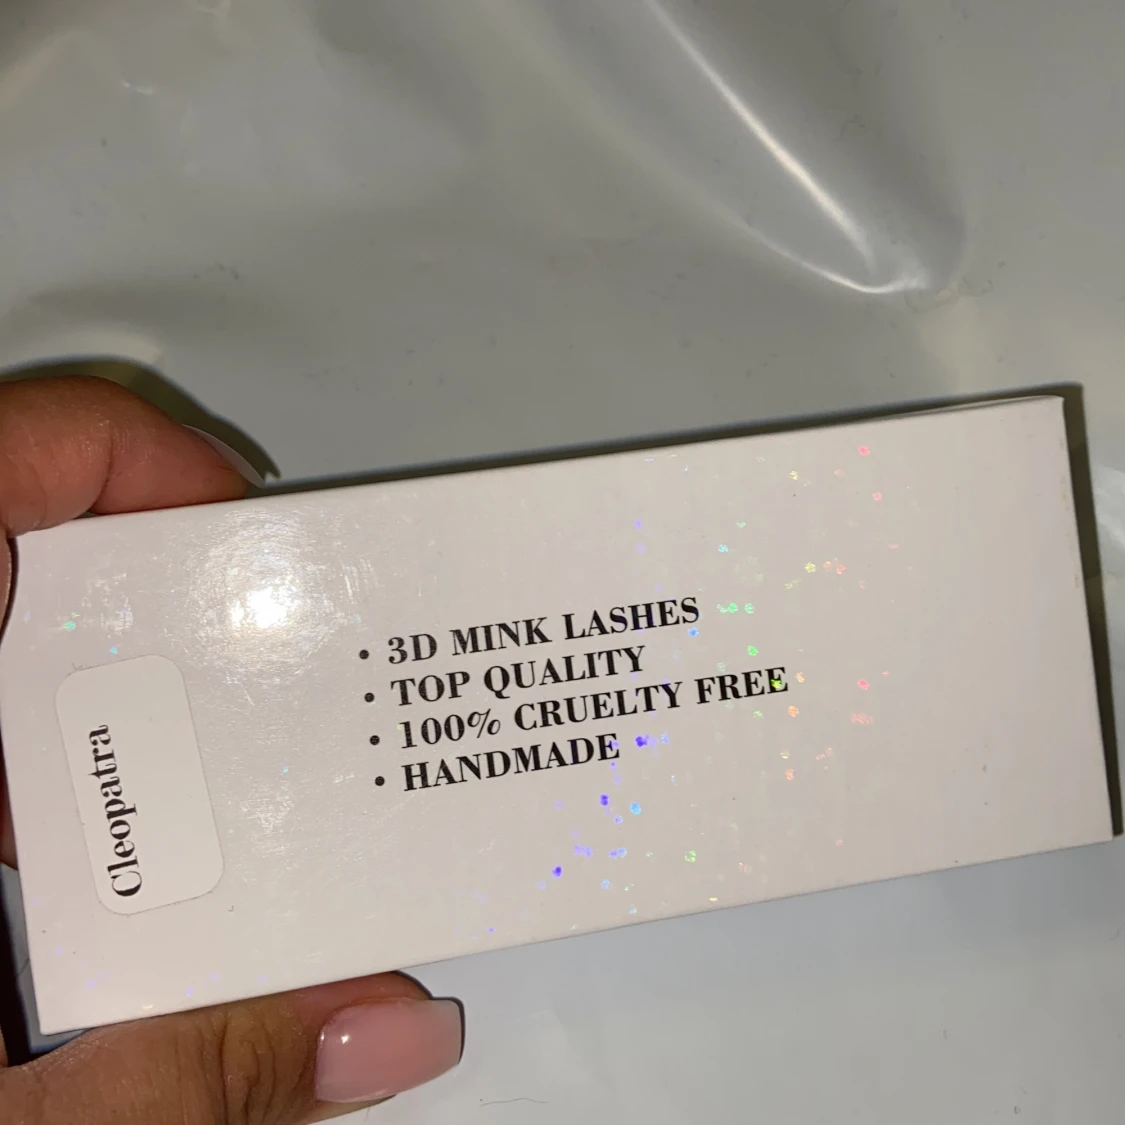 • 3D MINK LASHES
• TOP QUALITY
• 100% CRUELTY FREE
• HANDMADE
Cleopatra